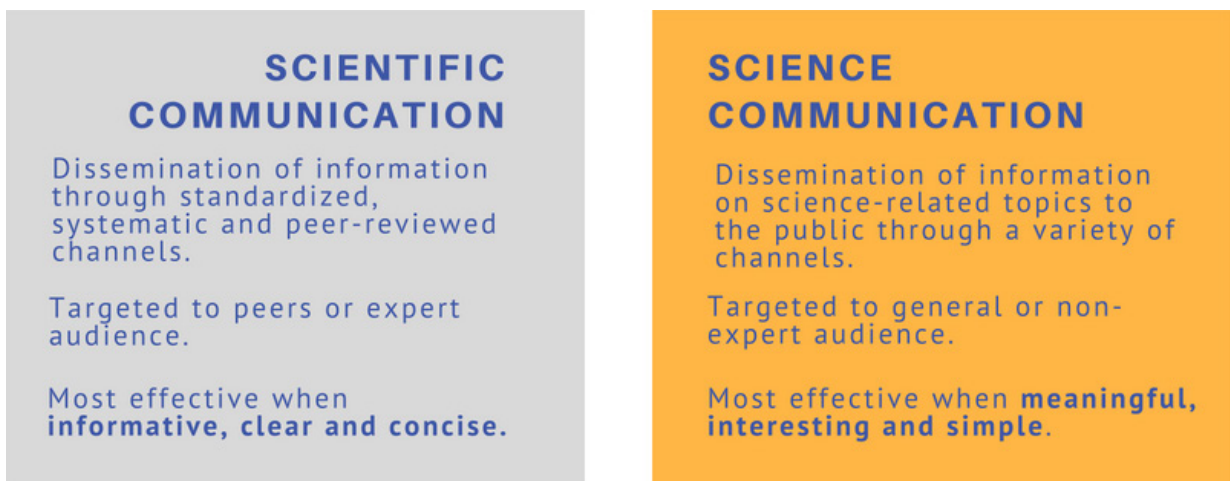 SCIENTIFIC
COMMUNICATION
Dissemination of information
through standardized,
systematic and peer-reviewed
channels.
Targeted to peers or expert
audience.
Most effective when
informative, clear and concise.
SCIENCE
COMMUNICATION
Dissemination of information
on science-related topics to
the public through a variety of
channels.
Targeted to general or non-
expert audience.
Most effective when meaningful,
interesting and simple.